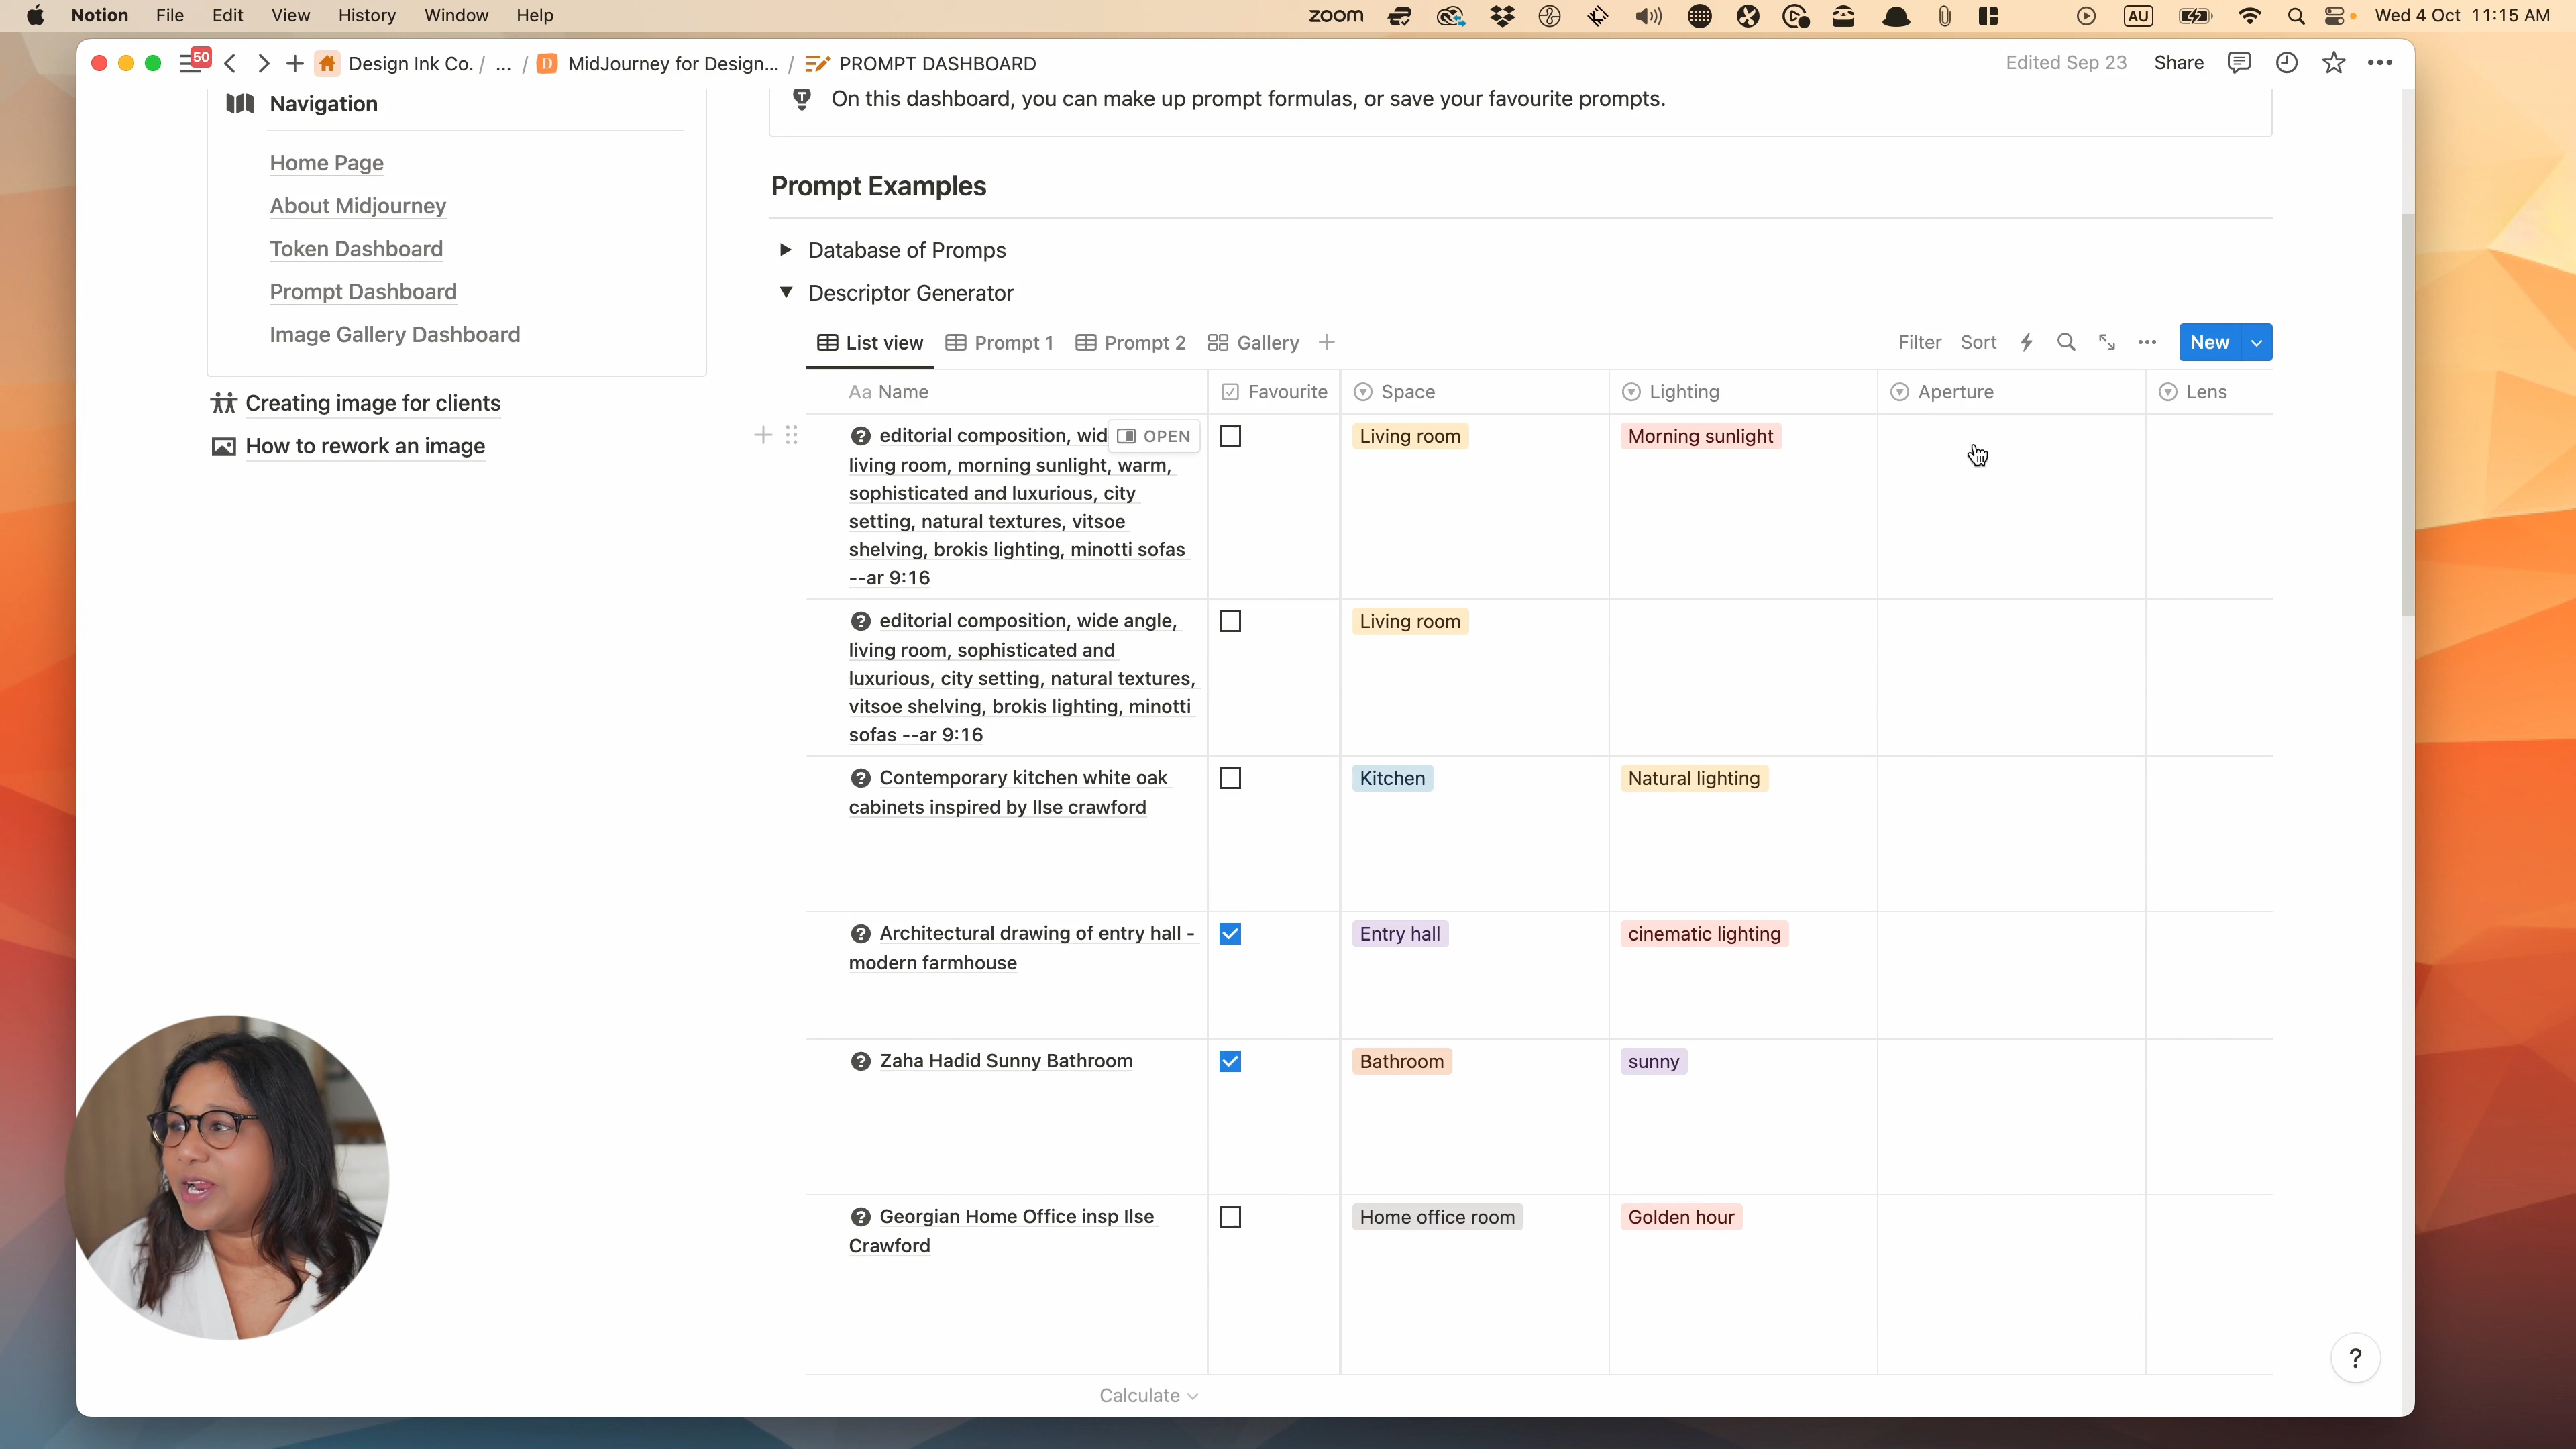 Notion File Edit View History Window Help zoom AU Wed 4 Oct 11:15 AM
50 Design Ink Co. / ... / D MidJourney for Design... / PROMPT DASHBOARD Edited Sep 23 Share
Navigation
Home Page
About Midjourney
Token Dashboard
Prompt Dashboard
Image Gallery Dashboard
Creating image for clients
How to rework an image
On this dashboard, you can make up prompt formulas, or save your favourite prompts.
Prompt Examples
Database of Promps
Descriptor Generator
List view Prompt 1 Prompt 2 Gallery Filter Sort New
Aa Name Favourite Space Lighting Aperture Lens
editorial composition, wid OPEN Living room Morning sunlight
living room, morning sunlight, warm,
sophisticated and luxurious, city
setting, natural textures, vitsoe
shelving, brokis lighting, minotti sofas
--ar 9:16
editorial composition, wide angle, Living room
living room, sophisticated and
luxurious, city setting, natural textures,
vitsoe shelving, brokis lighting, minotti
sofas --ar 9:16
Contemporary kitchen white oak Kitchen Natural lighting
cabinets inspired by Ilse crawford
Architectural drawing of entry hall - Entry hall cinematic lighting
modern farmhouse
Zaha Hadid Sunny Bathroom Bathroom sunny
Georgian Home Office insp Ilse Home office room Golden hour
Crawford
Calculate
?